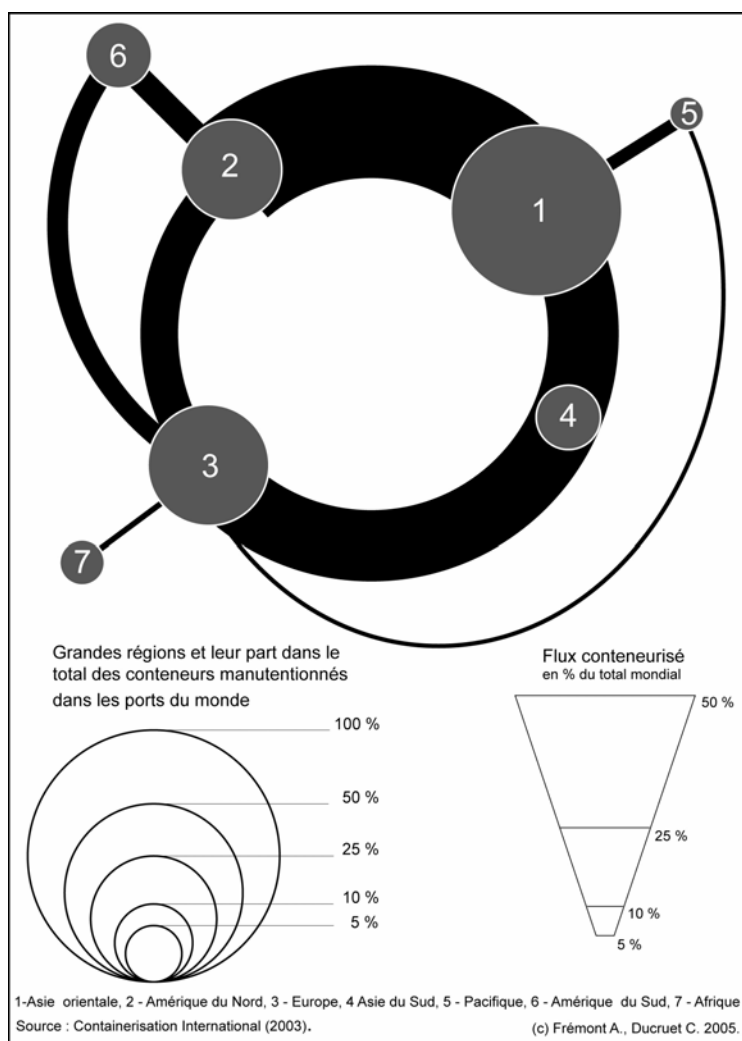 6
5
2
1
4
3
7
Grandes régions et leur part dans le
total des conteneurs manutentionnés
dans les ports du monde
100 %
50 %
25 %
10 %
5 %
Flux conteneurisé
en % du total mondial
50 %
25 %
10 %
5 %
1-Asie orientale, 2 - Amérique du Nord, 3 - Europe, 4 Asie du Sud, 5 - Pacifique, 6 - Amérique du Sud, 7 - Afrique
Source : Containerisation International (2003).
(c) Frémont A., Ducruet C. 2005.